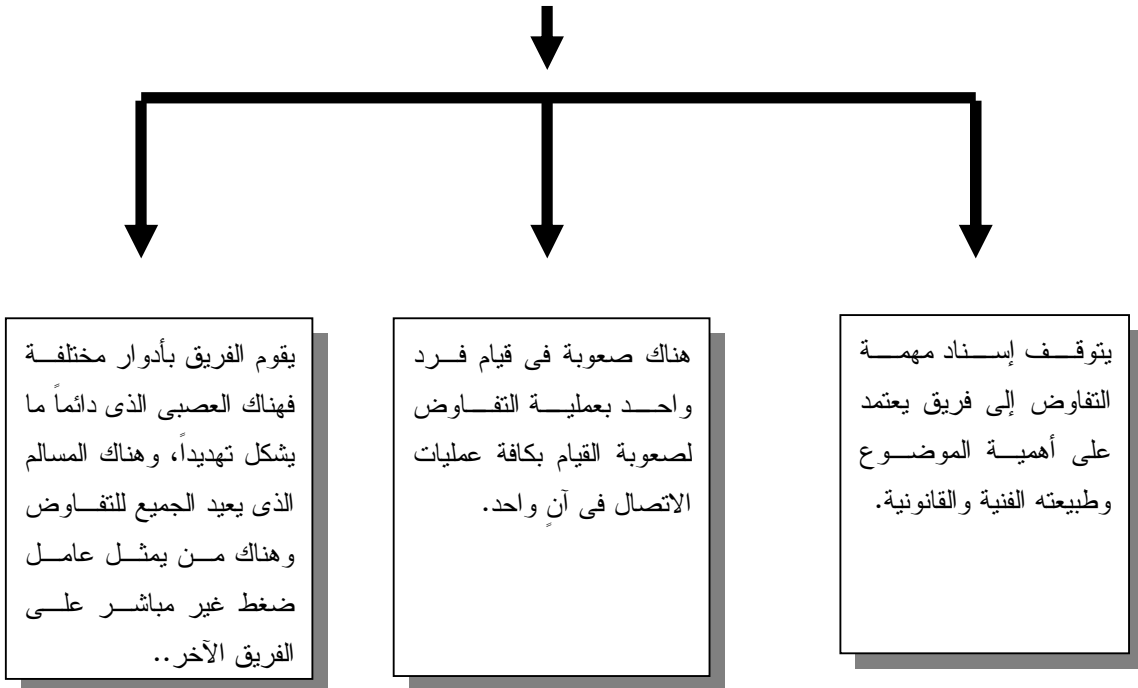 يتوقف إسناد مهمة
التفاوض إلى فريق يعتمد
على أهمية الموضوع
وطبيعته الفنية والقانونية.
هناك صعوبة فى قيام فرد
واحد بعملية التفاوض
لصعوبة القيام بكافة عمليات
الاتصال فى آنٍ واحد.
يقوم الفريق بأدوار مختلفة
فهناك العصبى الذى دائماً ما
يشكل تهديداً، وهناك المسالم
الذى يعيد الجميع للتفاوض
وهناك من يمثل عامل
ضغط غير مباشر على
الفريق الآخر..